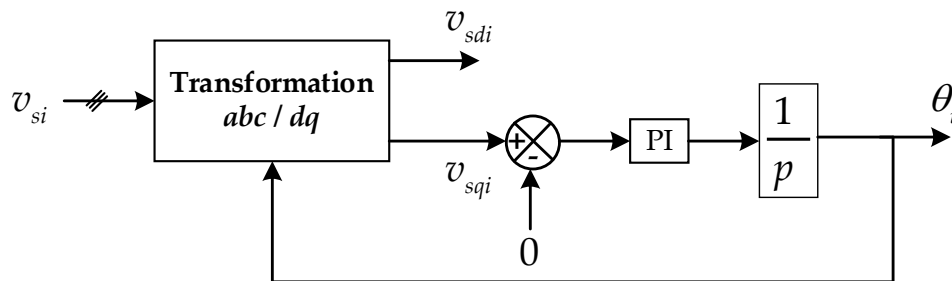 v_sdi
v_si
Transformation
abc / dq
v_sqi
+
-
0
PI
1
p
θ